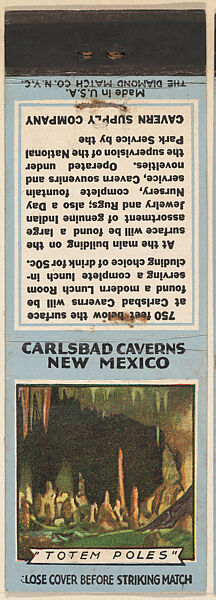 750 feet below the surface
at Carlsbad Caverns will be
found a modern Lunch Room
serving a complete lunch in-
cluding choice of drink for 50c.
At the main building on the
surface will be found a large
assortment of genuine Indian
Jewelry and Rugs; also a Day
Nursery, complete fountain
service, Cavern souvenirs and
novelties. Operated under
the supervision of the National
Park Service by the
CAVERN SUPPLY COMPANY
Made in U.S.A.
THE DIAMOND MATCH CO. N.Y.C.
CARLSBAD CAVERNS
NEW MEXICO
"TOTEM POLES"
CLOSE COVER BEFORE STRIKING MATCH